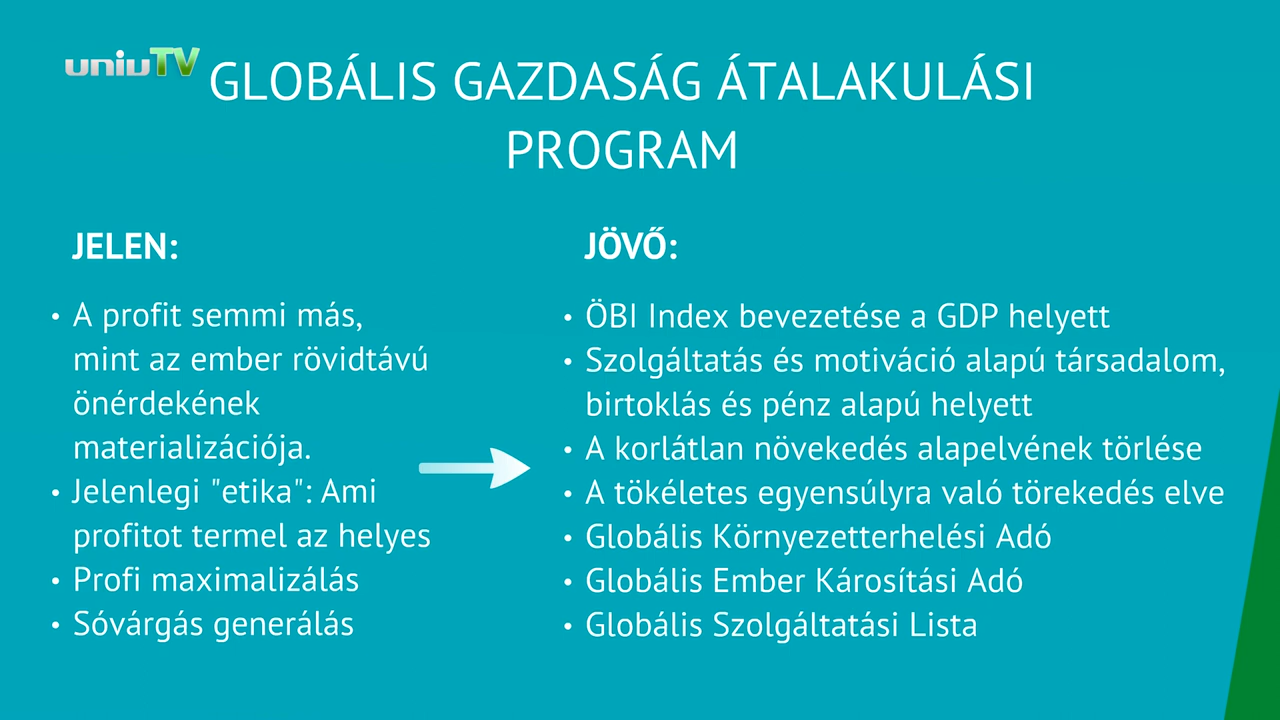 uniuTV
GLOBÁLIS GAZDASÁG ÁTALAKULÁSI
PROGRAM
JELEN:
• A profit semmi más,
mint az ember rövidtávú
önérdekének
materializációja.
• Jelenlegi "etika": Ami
profitot termel az helyes
• Profi maximalizálás
• Sóvárgás generálás
JÖVŐ:
• ÖBI Index bevezetése a GDP helyett
• Szolgáltatás és motiváció alapú társadalom,
birtoklás és pénz alapú helyett
• A korlátlan növekedés alapelvének törlése
• A tökéletes egyensúlyra való törekedés elve
• Globális Környezetterhelési Adó
• Globális Ember Károsítási Adó
• Globális Szolgáltatási Lista